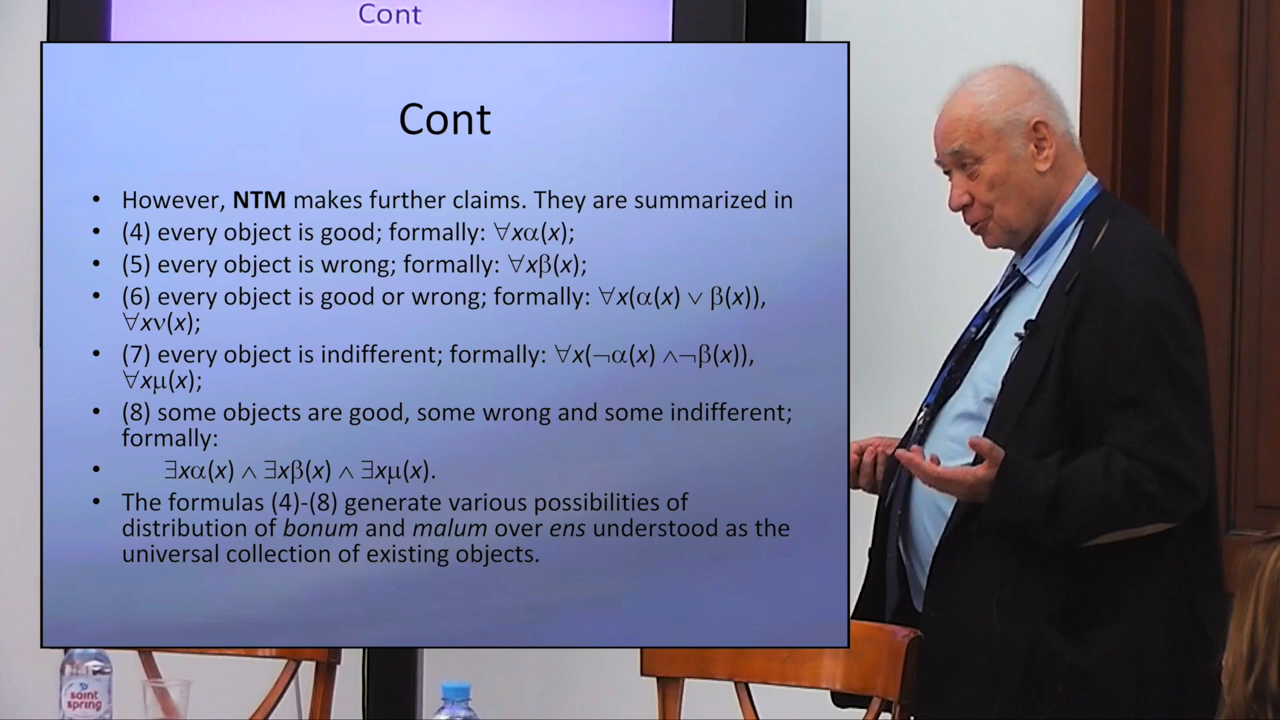 Cont
Cont
• However, NTM makes further claims. They are summarized in
• (4) every object is good; formally: ∀xα(x);
• (5) every object is wrong; formally: ∀xβ(x);
• (6) every object is good or wrong; formally: ∀x(α(x) ∨ β(x)),
∀xν(x);
• (7) every object is indifferent; formally: ∀x(¬α(x) ∧¬β(x)),
∀xμ(x);
• (8) some objects are good, some wrong and some indifferent;
formally:
• ∃xα(x) ∧ ∃xβ(x) ∧ ∃xμ(x).
• The formulas (4)-(8) generate various possibilities of
distribution of bonum and malum over ens understood as the
universal collection of existing objects.
saint
spring